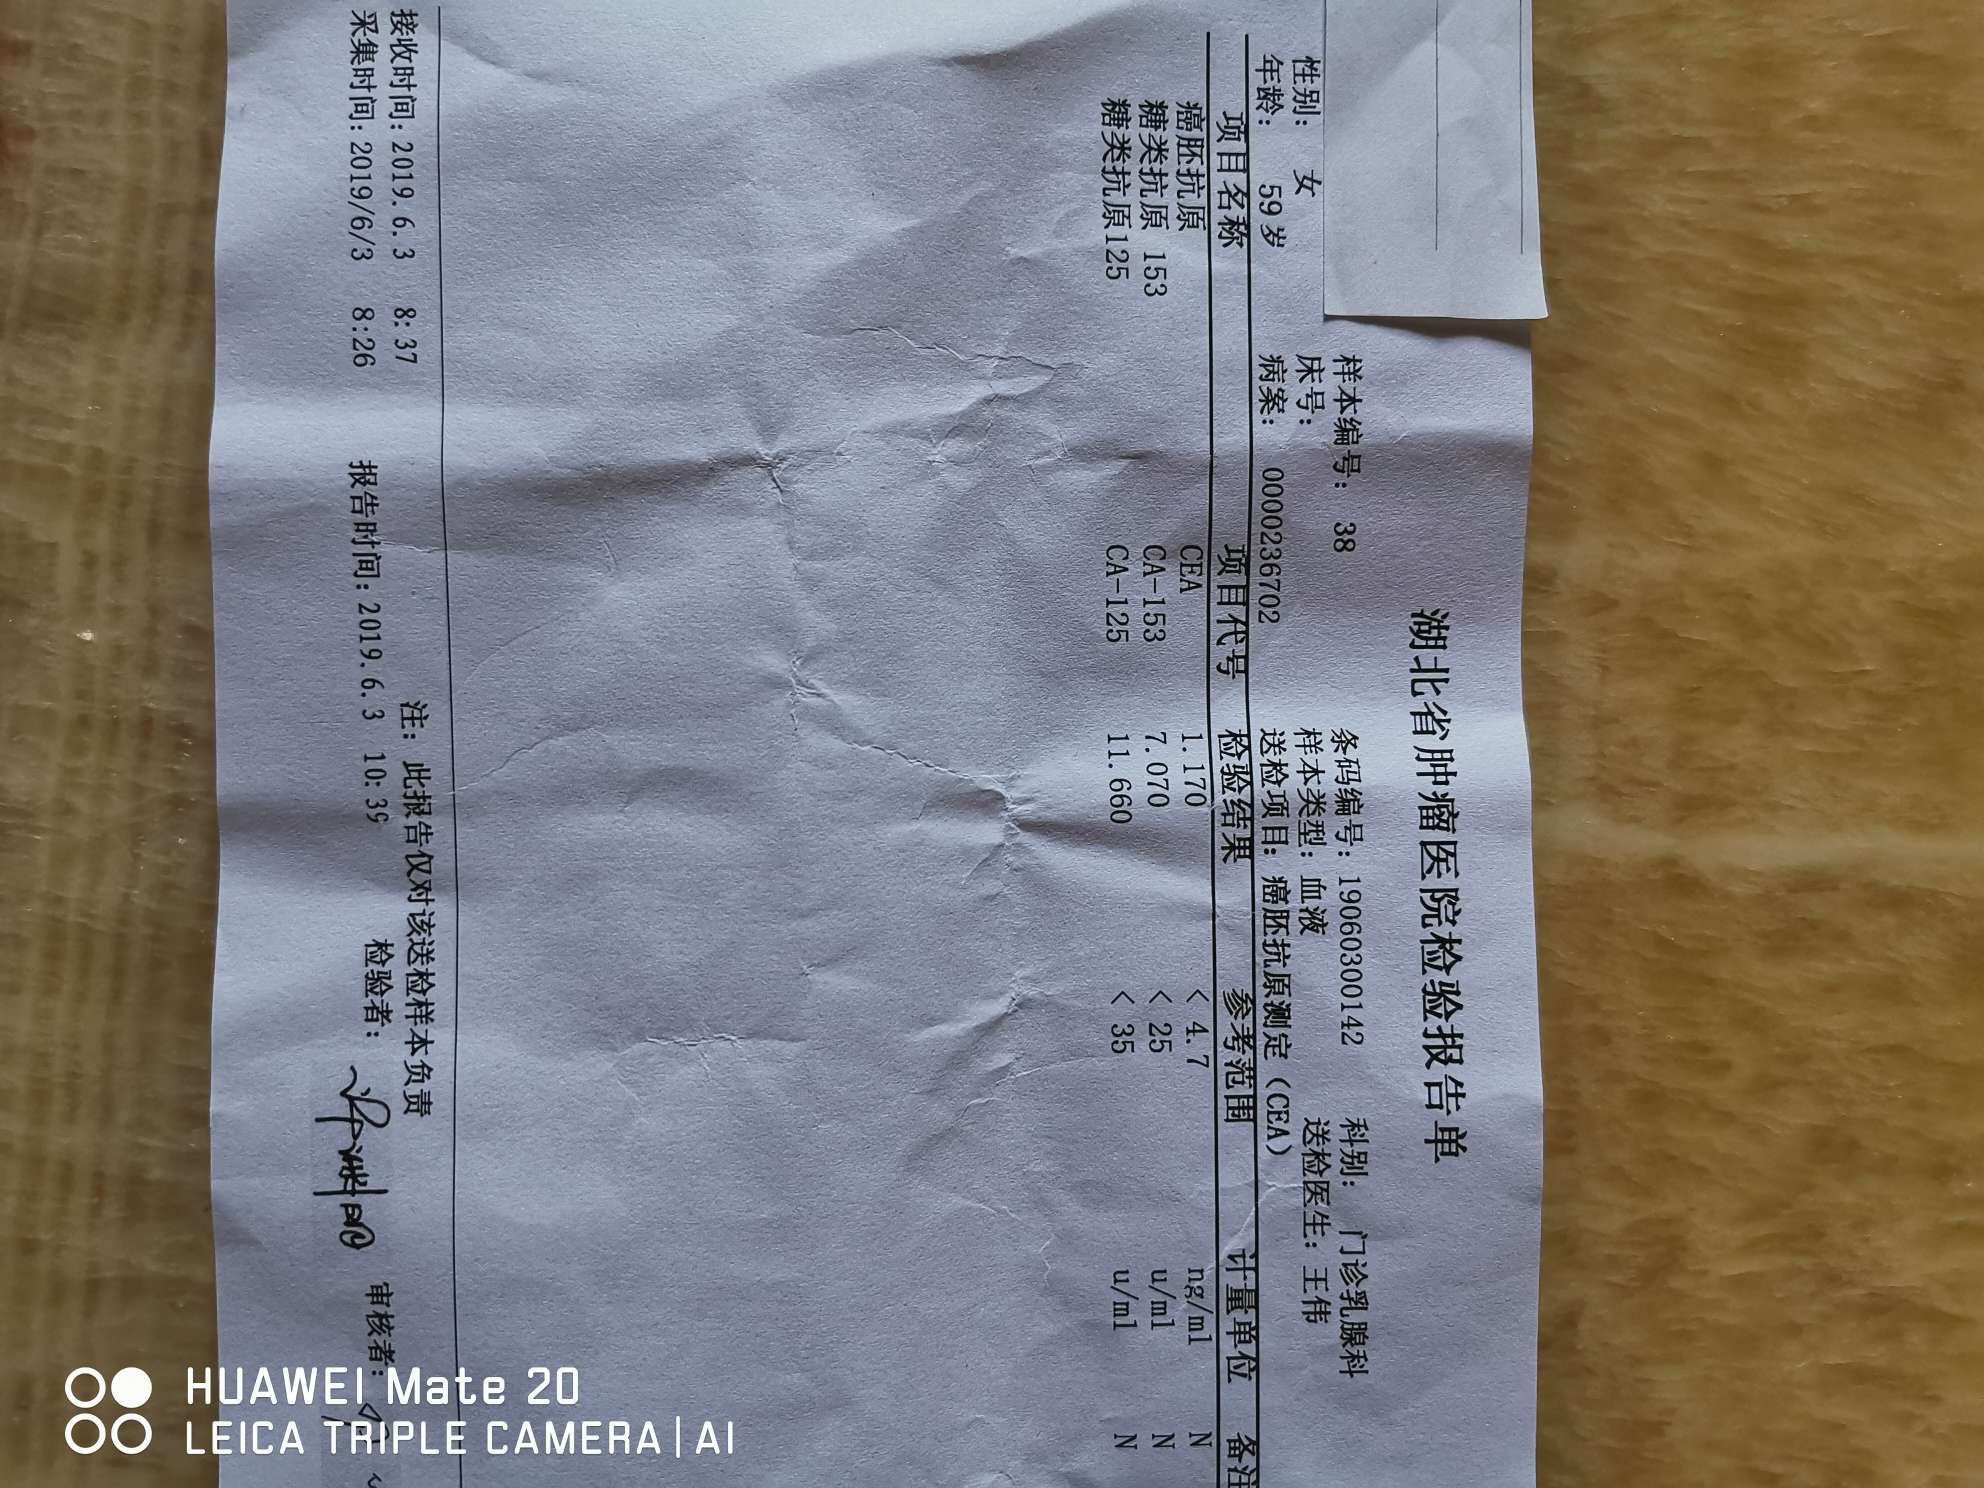 湖北省肿瘤医院检验报告单
样本编号: 38 条码编号: 190603001​42 科别: 门诊乳腺科
性别: 女 床号: 样本类型: 血液 送检医生: 王伟
年龄: 59岁 病案: 0000236702 送检项目: 癌胚抗原测定(CEA)
项目名称 项目代号 检验结果 参考范围 计量单位 备注
癌胚抗原 CEA 1.170 < 4.7 ng/ml N
糖类抗原 153 CA-153 7.070 < 25 u/ml N
糖类抗原125 CA-125 11.660 < 35 u/ml N
注: 此报告仅对该送检样本负责
接收时间: 2019.6.3 8:37
采集时间: 2019/6/3 8:26 报告时间: 2019.6.3 10:39 检验者: 审核者:
HUAWEI Mate 20
LEICA TRIPLE CAMERA | AI